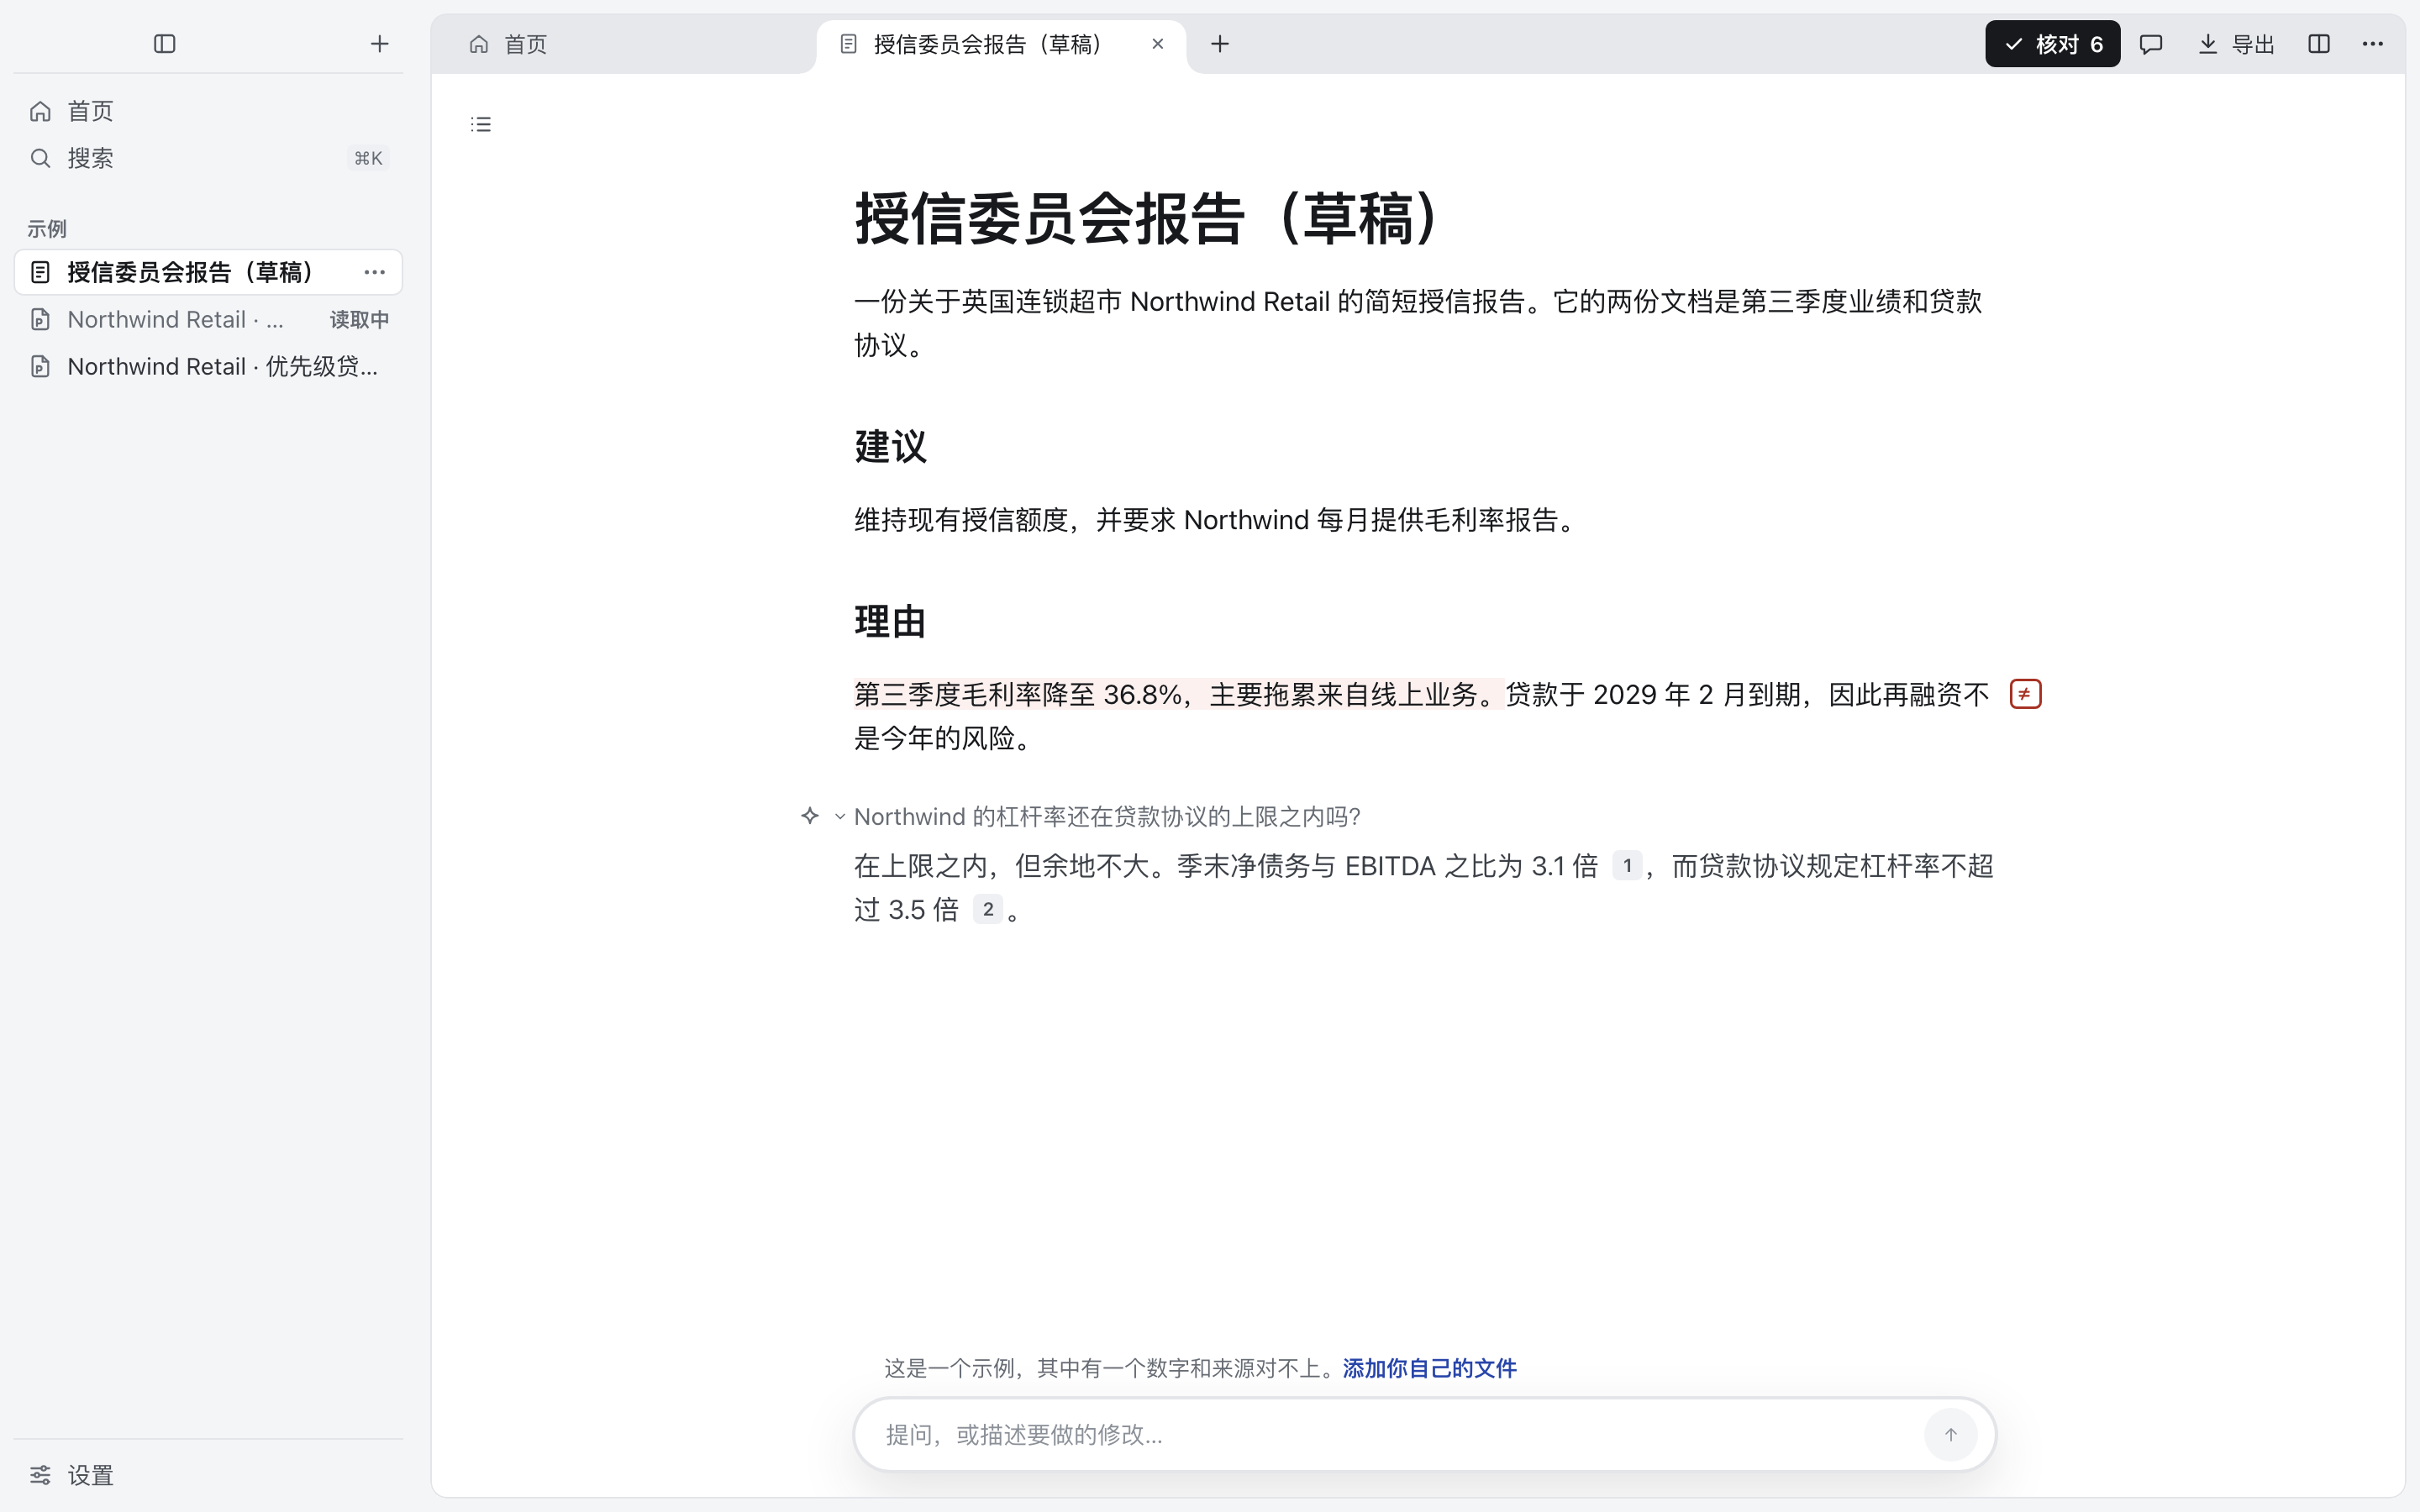 首页
搜索
⌘K
示例
授信委员会报告（草稿）
Northwind Retail · ...
读取中
Northwind Retail · 优先级贷...
设置
首页
授信委员会报告（草稿）
核对 6
导出
授信委员会报告（草稿）
一份关于英国连锁超市 Northwind Retail 的简短授信报告。它的两份文档是第三季度业绩和贷款
协议。
建议
维持现有授信额度，并要求 Northwind 每月提供毛利率报告。
理由
第三季度毛利率降至 36.8%，主要拖累来自线上业务。贷款于 2029 年 2 月到期，因此再融资不 ≠
是今年的风险。
Northwind 的杠杆率还在贷款协议的上限之内吗？
在上限之内，但余地不大。季末净债务与 EBITDA 之比为 3.1 倍 1，而贷款协议规定杠杆率不超
过 3.5 倍 2。
这是一个示例，其中有一个数字和来源对不上。添加你自己的文件
提问，或描述要做的修改...